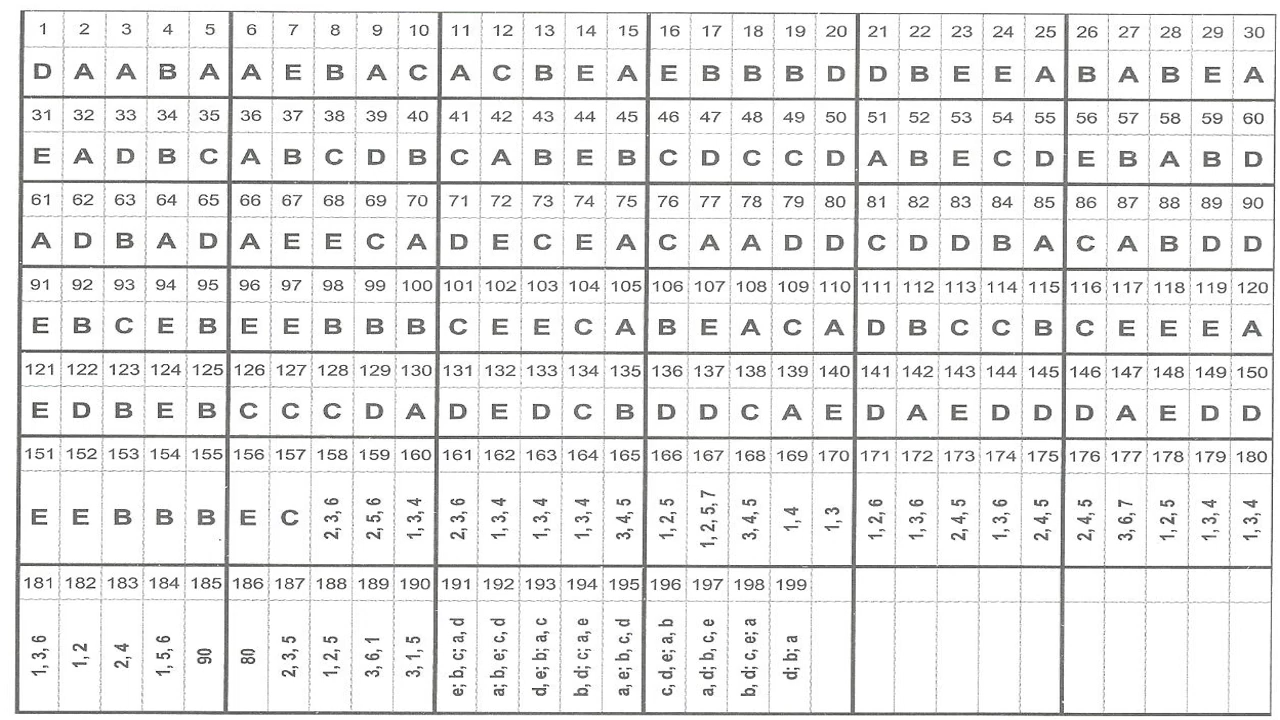 1 2 3 4 5 6 7 8 9 10 11 12 13 14 15 16 17 18 19 20 21 22 23 24 25 26 27 28 29 30
D A A B A A E B A C A C B E A E B B B D D B E E A B A B E A
31 32 33 34 35 36 37 38 39 40 41 42 43 44 45 46 47 48 49 50 51 52 53 54 55 56 57 58 59 60
E A D B C A B C D B C A B E B C D C C D A B E C D E B A B D
61 62 63 64 65 66 67 68 69 70 71 72 73 74 75 76 77 78 79 80 81 82 83 84 85 86 87 88 89 90
A D B A D A E E C A D E C E A C A A D D C D D B A C A B D D
91 92 93 94 95 96 97 98 99 100 101 102 103 104 105 106 107 108 109 110 111 112 113 114 115 116 117 118 119 120
E B C E B E E B B B C E E C A B E A C A D B C C B C E E E A
121 122 123 124 125 126 127 128 129 130 131 132 133 134 135 136 137 138 139 140 141 142 143 144 145 146 147 148 149 150
E D B E B C C C D A D E D C B D D C A E D A E D D D A E D D
151 152 153 154 155 156 157 158 159 160 161 162 163 164 165 166 167 168 169 170 171 172 173 174 175 176 177 178 179 180
E E B B B E C 2, 3, 6 2, 5, 6 1, 3, 4 2, 3, 6 1, 3, 4 1, 3, 4 1, 3, 4 3, 4, 5 1, 2, 5 1, 2, 5, 7 3, 4, 5 1, 4 1, 3 1, 2, 6 1, 3, 6 2, 4, 5 1, 3, 6 2, 4, 5 2, 4, 5 3, 6, 7 1, 2, 5 1, 3, 4 1, 3, 4
181 182 183 184 185 186 187 188 189 190 191 192 193 194 195 196 197 198 199
1, 3, 6 1, 2 2, 4 1, 5, 6 90 80 2, 3, 5 1, 2, 5 3, 6, 1 3, 1, 5 e; b, c; a, d a; b, e; c, d d, e; b; a, c b, d; c; a, e a, e; b, c, d c, d, e; a, b a, d; b; c, e b, d; c, e; a d; b; a